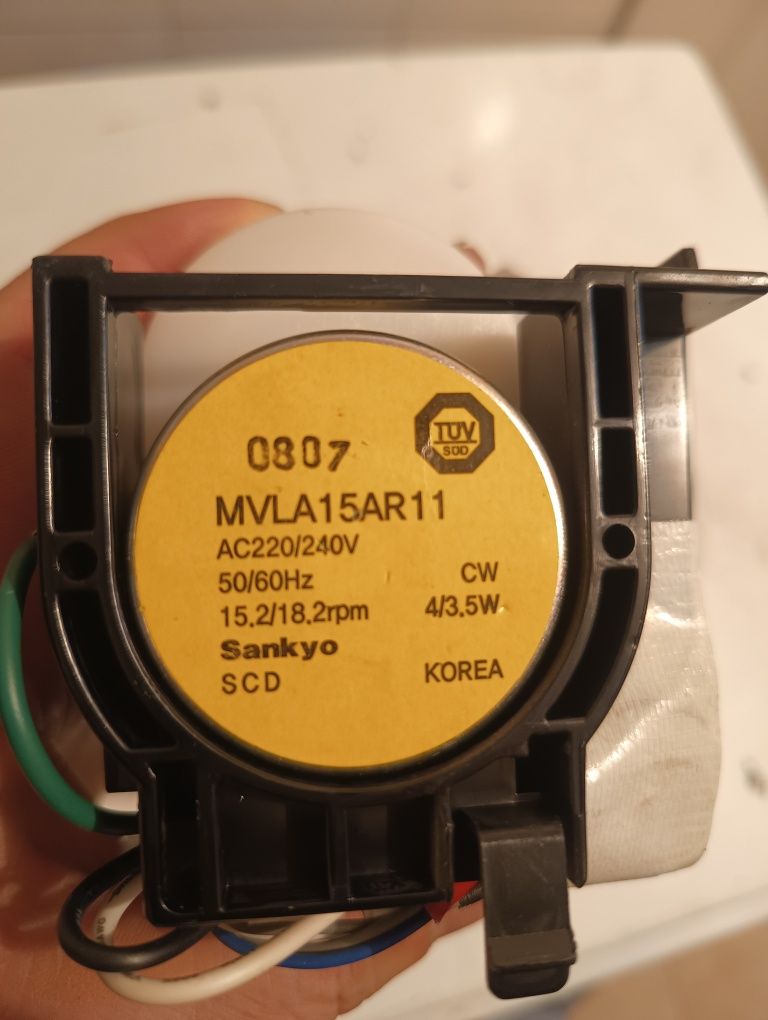 0807
TÜV
SÜD
MVLA15AR11
AC220/240V
50/60Hz CW
15.2/18.2rpm 4/3.5W
Sankyo
SCD KOREA